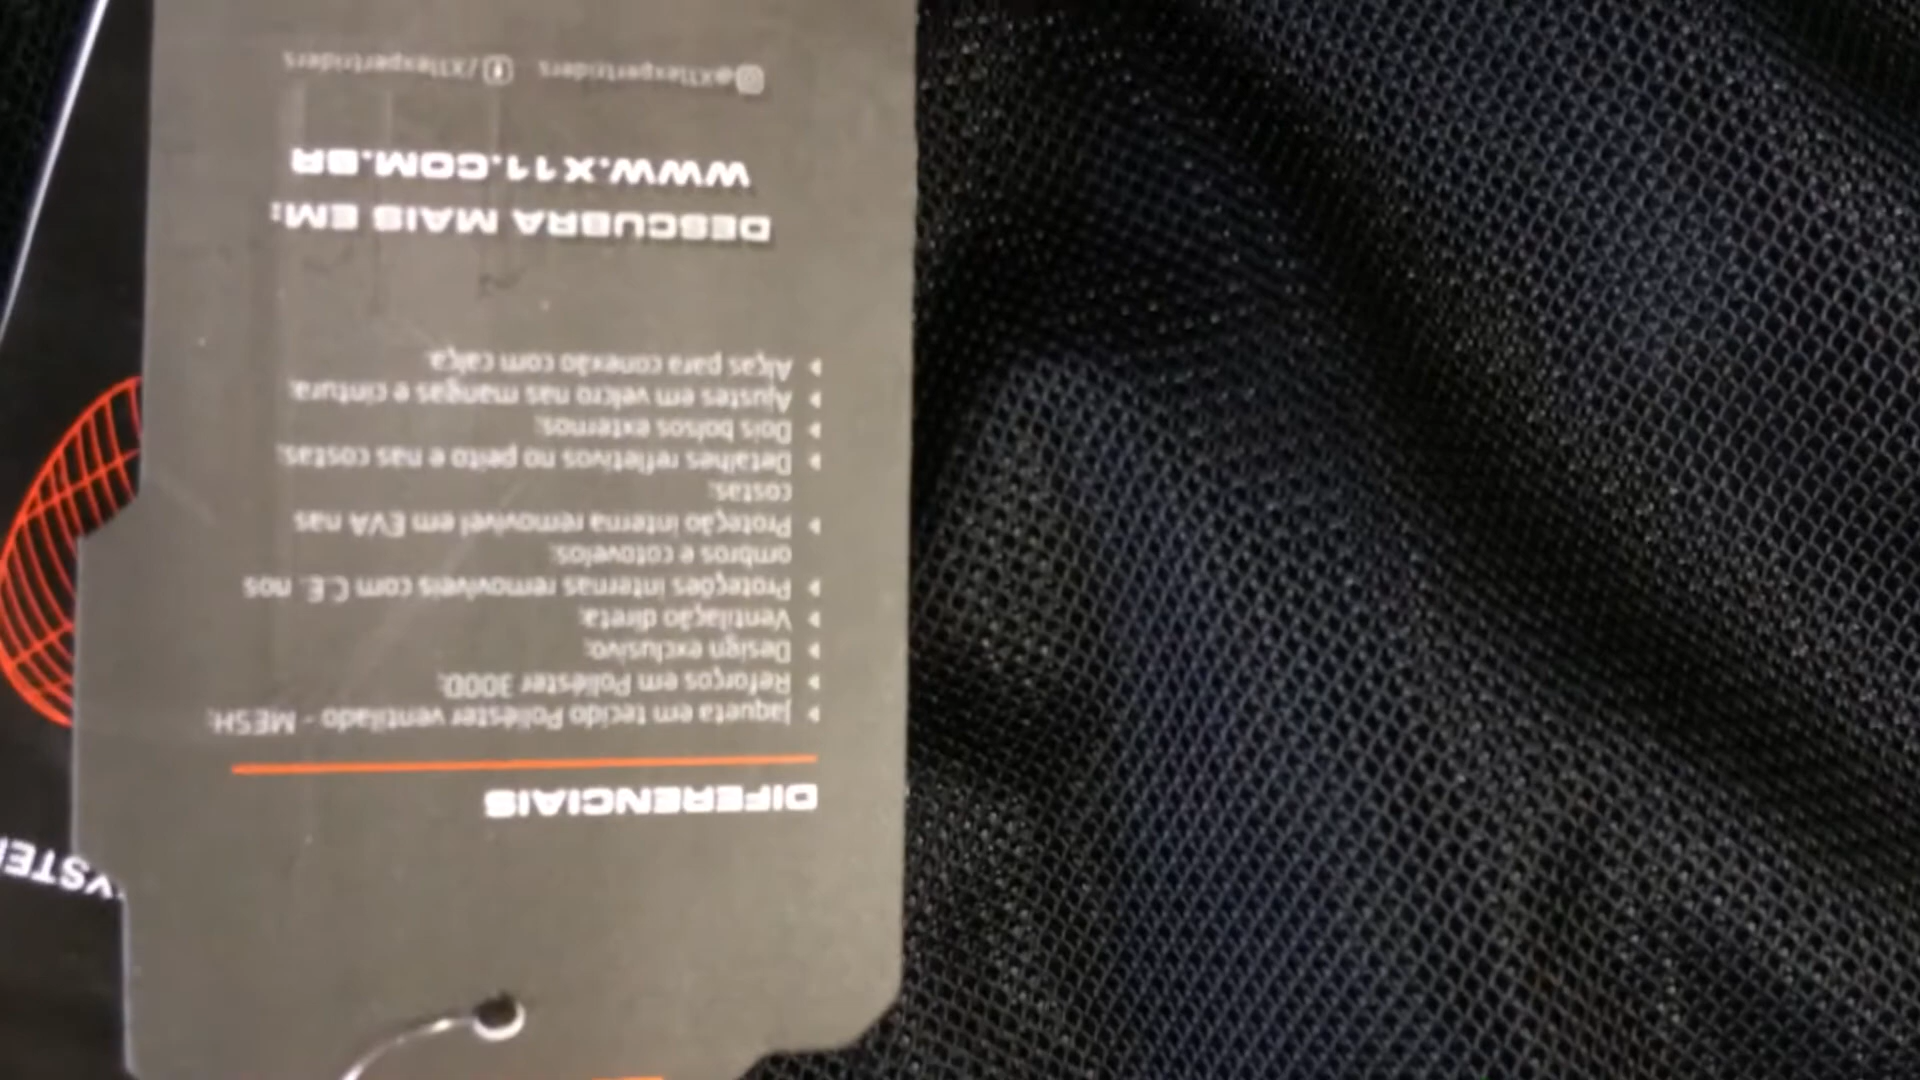 DIFERENCIAIS
▸ Jaqueta em tecido Poliéster ventilado - MESH;
▸ Reforços em Poliéster 300D;
▸ Design exclusivo;
▸ Ventilação direta;
▸ Proteções internas removíveis com C.E. nos
ombros e cotovelos;
▸ Proteção interna removível em EVA nas
costas;
▸ Detalhes refletivos no peito e nas costas;
▸ Dois bolsos externos;
▸ Ajustes em velcro nas mangas e cintura;
▸ Alças para conexão com calça.
DESCUBRA MAIS EM:
WWW.X11.COM.BR
@X11expertriders /X11expertriders
YSTE